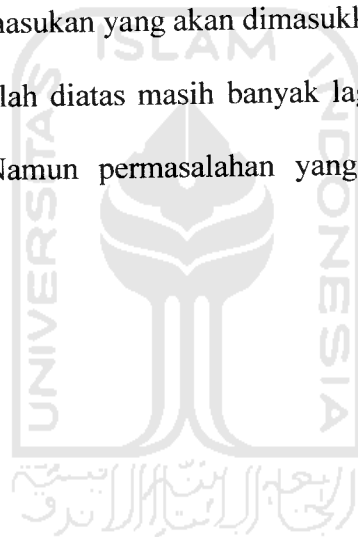 masukan yang akan dimasukk
lah diatas masih banyak lag
Namun permasalahan yang
ISLAM
UNIVERSITAS
INDONESIA